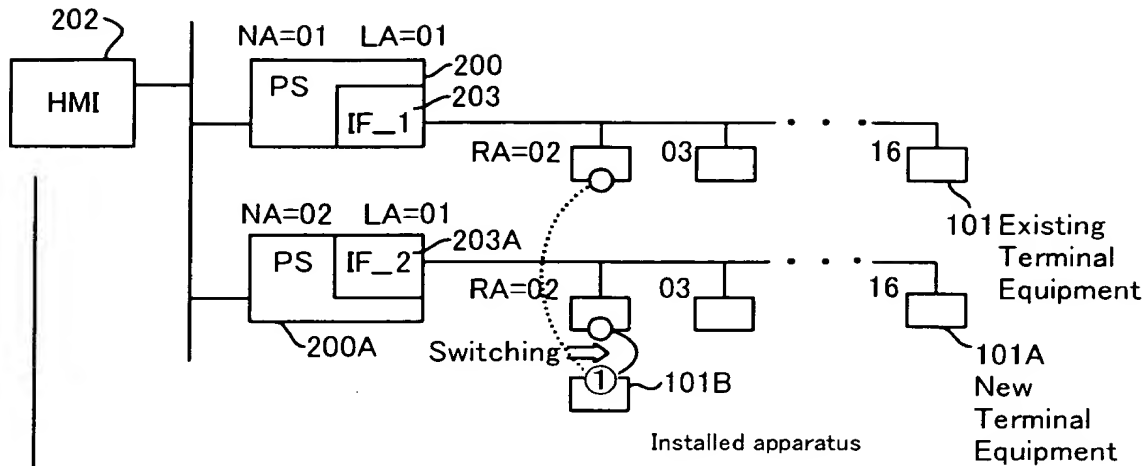 202
HMI
NA=01 LA=01
PS
200
IF_1
203
RA=02
03
16
101 Existing
Terminal
Equipment
NA=02 LA=01
PS
IF_2
203A
200A
RA=02
03
16
101A
New
Terminal
Equipment
Switching
1
101B
Installed apparatus